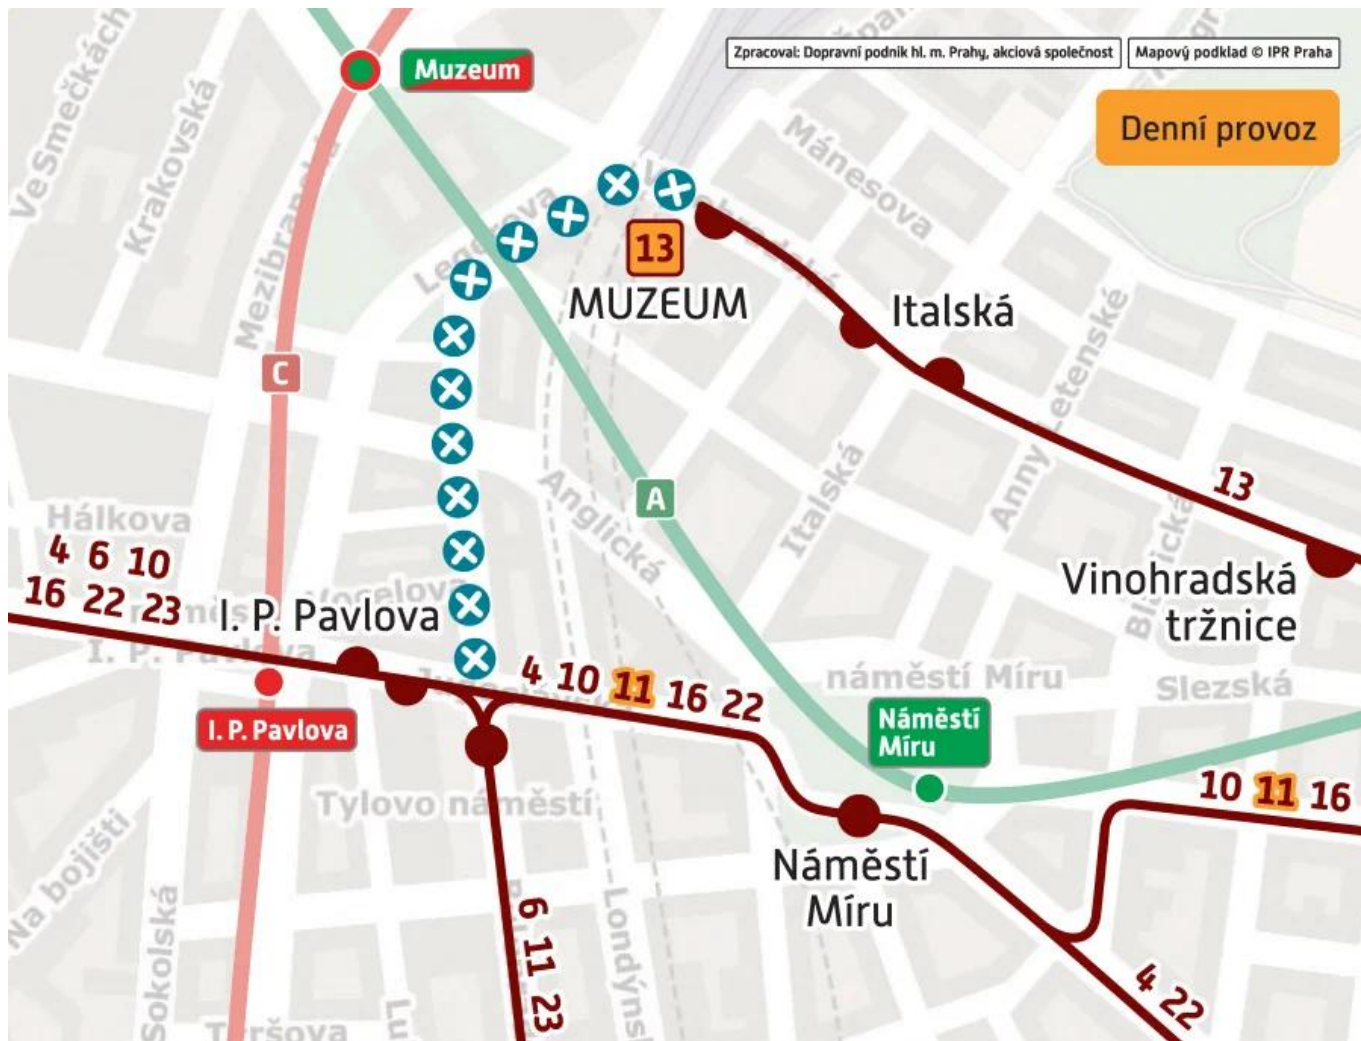 Zpracoval: Dopravní podnik hl. m. Prahy, akciová společnost
Mapový podklad © IPR Praha
Denní provoz
Muzeum
Ve Smečkách
Krakovská
Mezibranská
Legerova
Mánesova
13
MUZEUM
Italská
C
A
Anny Letenské
Italská
Anglická
13
Vinohradská
tržnice
Hálkova
4 6 10
16 22 23
I. P. Pavlova
I. P. Pavlova
4 10 11 16 22
náměstí Míru
Slezská
I. P. Pavlova
Náměstí
Míru
10 11 16
Tylovo náměstí
Náměstí
Míru
Na bojišti
Sokolská
6 11 23
4 22